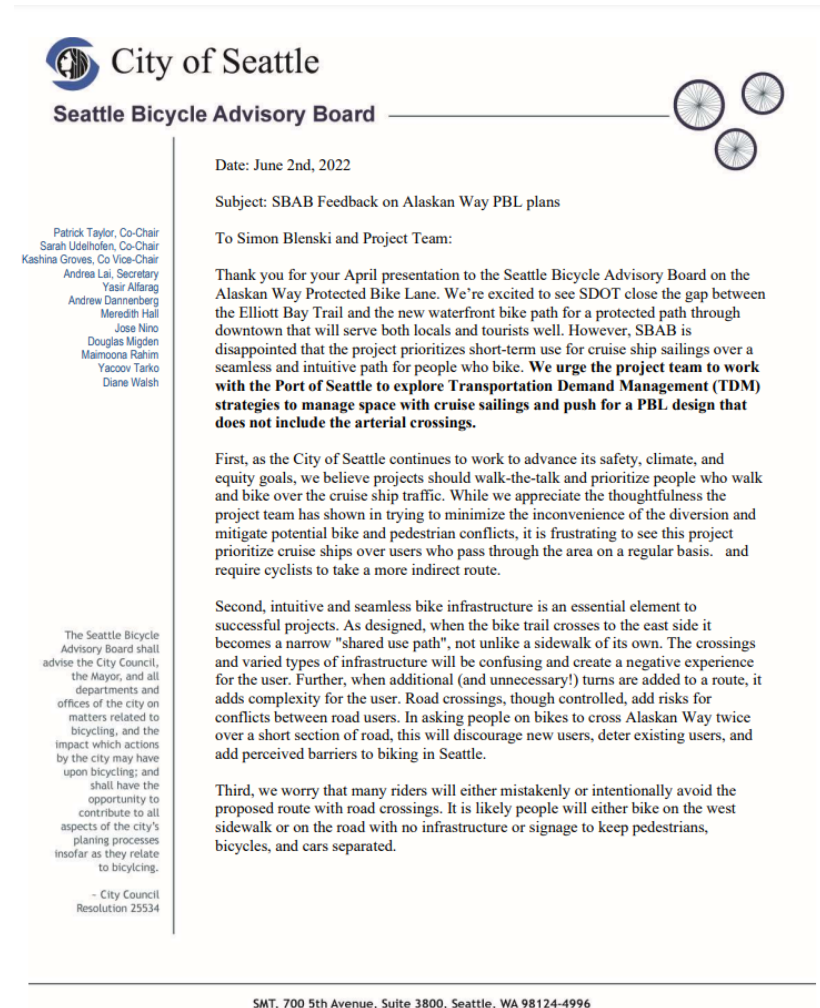 City of Seattle
Seattle Bicycle Advisory Board
Patrick Taylor, Co-Chair
Sarah Udelhofen, Co-Chair
Kashina Groves, Co Vice-Chair
Andrea Lai, Secretary
Yasir Alfarag
Andrew Dannenberg
Meredith Hall
Jose Nino
Douglas Migden
Maimoona Rahim
Yacoov Tarko
Diane Walsh
The Seattle Bicycle
Advisory Board shall
advise the City Council,
the Mayor, and all
departments and
offices of the city on
matters related to
bicycling, and the
impact which actions
by the city may have
upon bicycling; and
shall have the
opportunity to
contribute to all
aspects of the city's
planing processes
insofar as they relate
to bicylcing.
– City Council
Resolution 25534
Date: June 2nd, 2022
Subject: SBAB Feedback on Alaskan Way PBL plans
To Simon Blenski and Project Team:
Thank you for your April presentation to the Seattle Bicycle Advisory Board on the
Alaskan Way Protected Bike Lane. We're excited to see SDOT close the gap between
the Elliott Bay Trail and the new waterfront bike path for a protected path through
downtown that will serve both locals and tourists well. However, SBAB is
disappointed that the project prioritizes short-term use for cruise ship sailings over a
seamless and intuitive path for people who bike. We urge the project team to work
with the Port of Seattle to explore Transportation Demand Management (TDM)
strategies to manage space with cruise sailings and push for a PBL design that
does not include the arterial crossings.
First, as the City of Seattle continues to work to advance its safety, climate, and
equity goals, we believe projects should walk-the-talk and prioritize people who walk
and bike over the cruise ship traffic. While we appreciate the thoughtfulness the
project team has shown in trying to minimize the inconvenience of the diversion and
mitigate potential bike and pedestrian conflicts, it is frustrating to see this project
prioritize cruise ships over users who pass through the area on a regular basis.   and
require cyclists to take a more indirect route.
Second, intuitive and seamless bike infrastructure is an essential element to
successful projects. As designed, when the bike trail crosses to the east side it
becomes a narrow "shared use path", not unlike a sidewalk of its own. The crossings
and varied types of infrastructure will be confusing and create a negative experience
for the user. Further, when additional (and unnecessary!) turns are added to a route, it
adds complexity for the user. Road crossings, though controlled, add risks for
conflicts between road users. In asking people on bikes to cross Alaskan Way twice
over a short section of road, this will discourage new users, deter existing users, and
add perceived barriers to biking in Seattle.
Third, we worry that many riders will either mistakenly or intentionally avoid the
proposed route with road crossings. It is likely people will either bike on the west
sidewalk or on the road with no infrastructure or signage to keep pedestrians,
bicycles, and cars separated.
SMT, 700 5th Avenue, Suite 3800, Seattle, WA 98124-4996